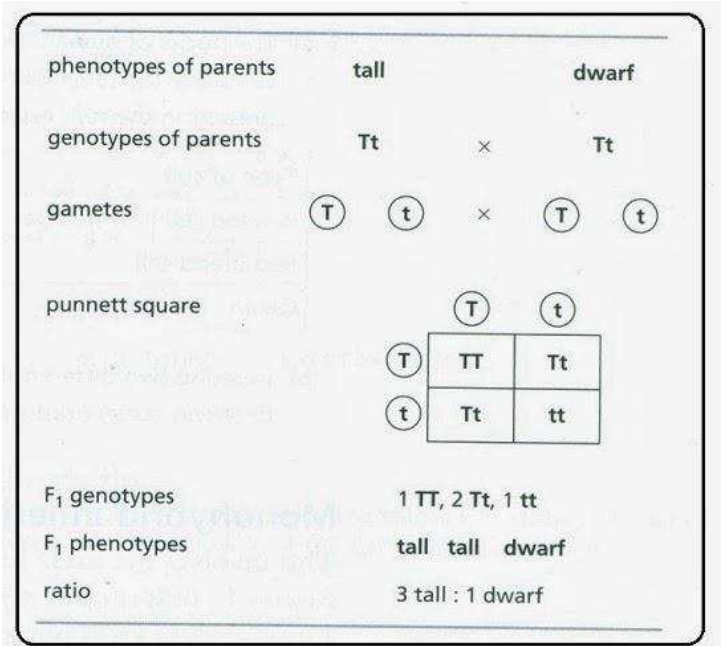 phenotypes of parents tall dwarf
genotypes of parents Tt × Tt
gametes T t × T t
punnett square T t
T TT Tt
t Tt tt
F₁ genotypes 1 TT, 2 Tt, 1 tt
F₁ phenotypes tall tall dwarf
ratio 3 tall : 1 dwarf